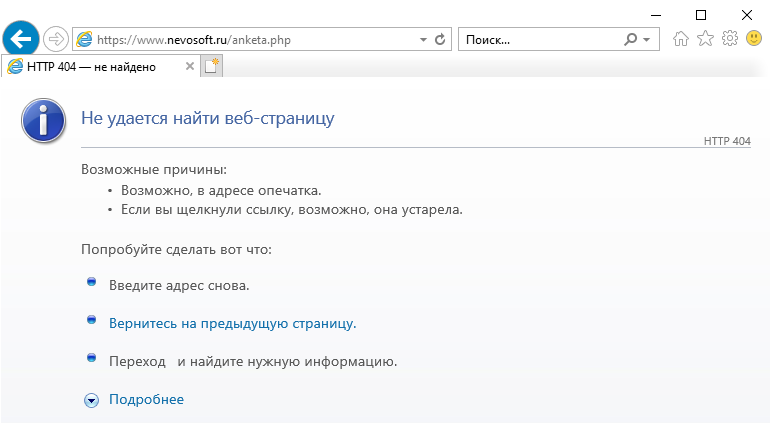 https://www.nevosoft.ru/anketa.php
Поиск...
HTTP 404 — не найдено
Не удается найти веб-страницу
HTTP 404
Возможные причины:
• Возможно, в адресе опечатка.
• Если вы щелкнули ссылку, возможно, она устарела.
Попробуйте сделать вот что:
Введите адрес снова.
Вернитесь на предыдущую страницу.
Переход   и найдите нужную информацию.
Подробнее